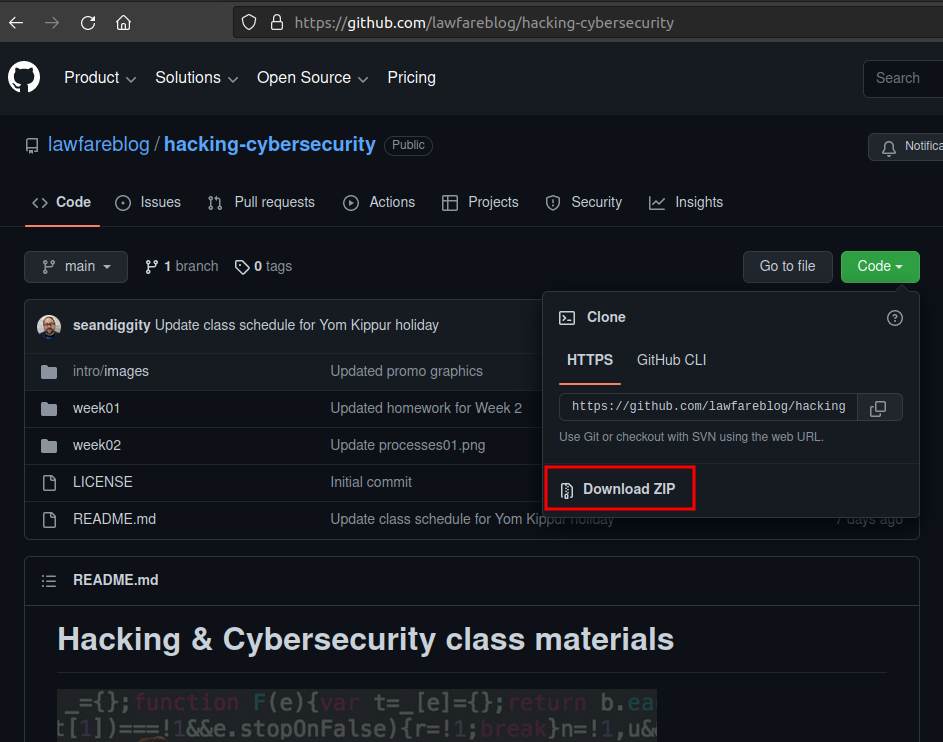 https://github.com/lawfareblog/hacking-cybersecurity
Product Solutions Open Source Pricing Search
lawfareblog / hacking-cybersecurity Public Notifica
Code Issues Pull requests Actions Projects Security Insights
main 1 branch 0 tags Go to file Code
seandiggity Update class schedule for Yom Kippur holiday
Clone
intro/images Updated promo graphics
HTTPS GitHub CLI
week01 Updated homework for Week 2
https://github.com/lawfareblog/hacking
week02 Update processes01.png
Use Git or checkout with SVN using the web URL.
LICENSE Initial commit
Download ZIP
README.md Update class schedule for Yom Kippur holiday 7 days ago
README.md
Hacking & Cybersecurity class materials
_={};function F(e){var t=_[e]={};return b.ea
t[1])===!1&&e.stopOnFalse){r=!1;break}n=!1,u&